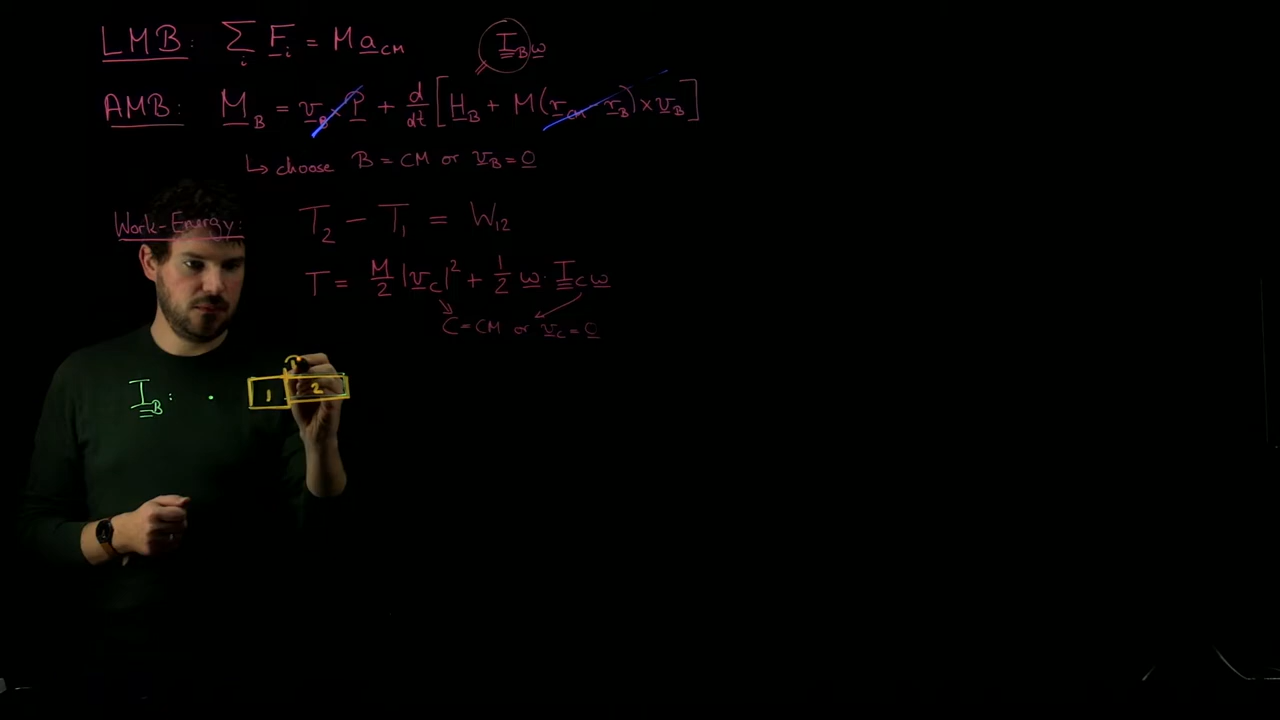 LMB: ∑_i F_i = M a_CM
I_B ω
AMB: M_B = v_B × P + d/dt [H_B + M(r_CM − r_B) × v_B]
↳ choose B = CM or v_B = 0
Work-Energy: T_2 − T_1 = W_12
T = M/2 |v_C|² + 1/2 ω · I_C ω
C = CM or v_C = 0
I_B: · 1 2